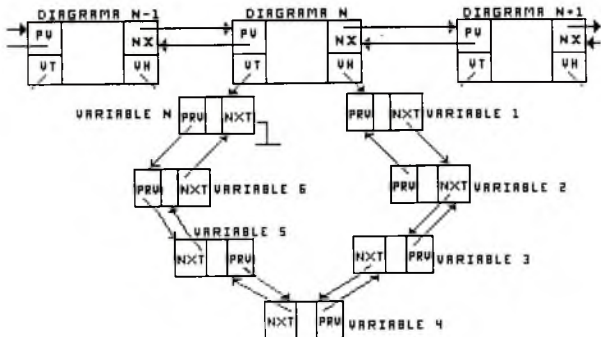 DIAGRAMA N-1 DIAGRAMA N DIAGRAMA N+1
PV NX PV NX PV NX
VT VH VT VH VT VH
VARIABLE N PRV NXT PRV NXT VARIABLE 1
PRV NXT VARIABLE 6 PRV NXT VARIABLE 2
VARIABLE 5
NXT PRV NXT PRV VARIABLE 3
NXT PRV VARIABLE 4